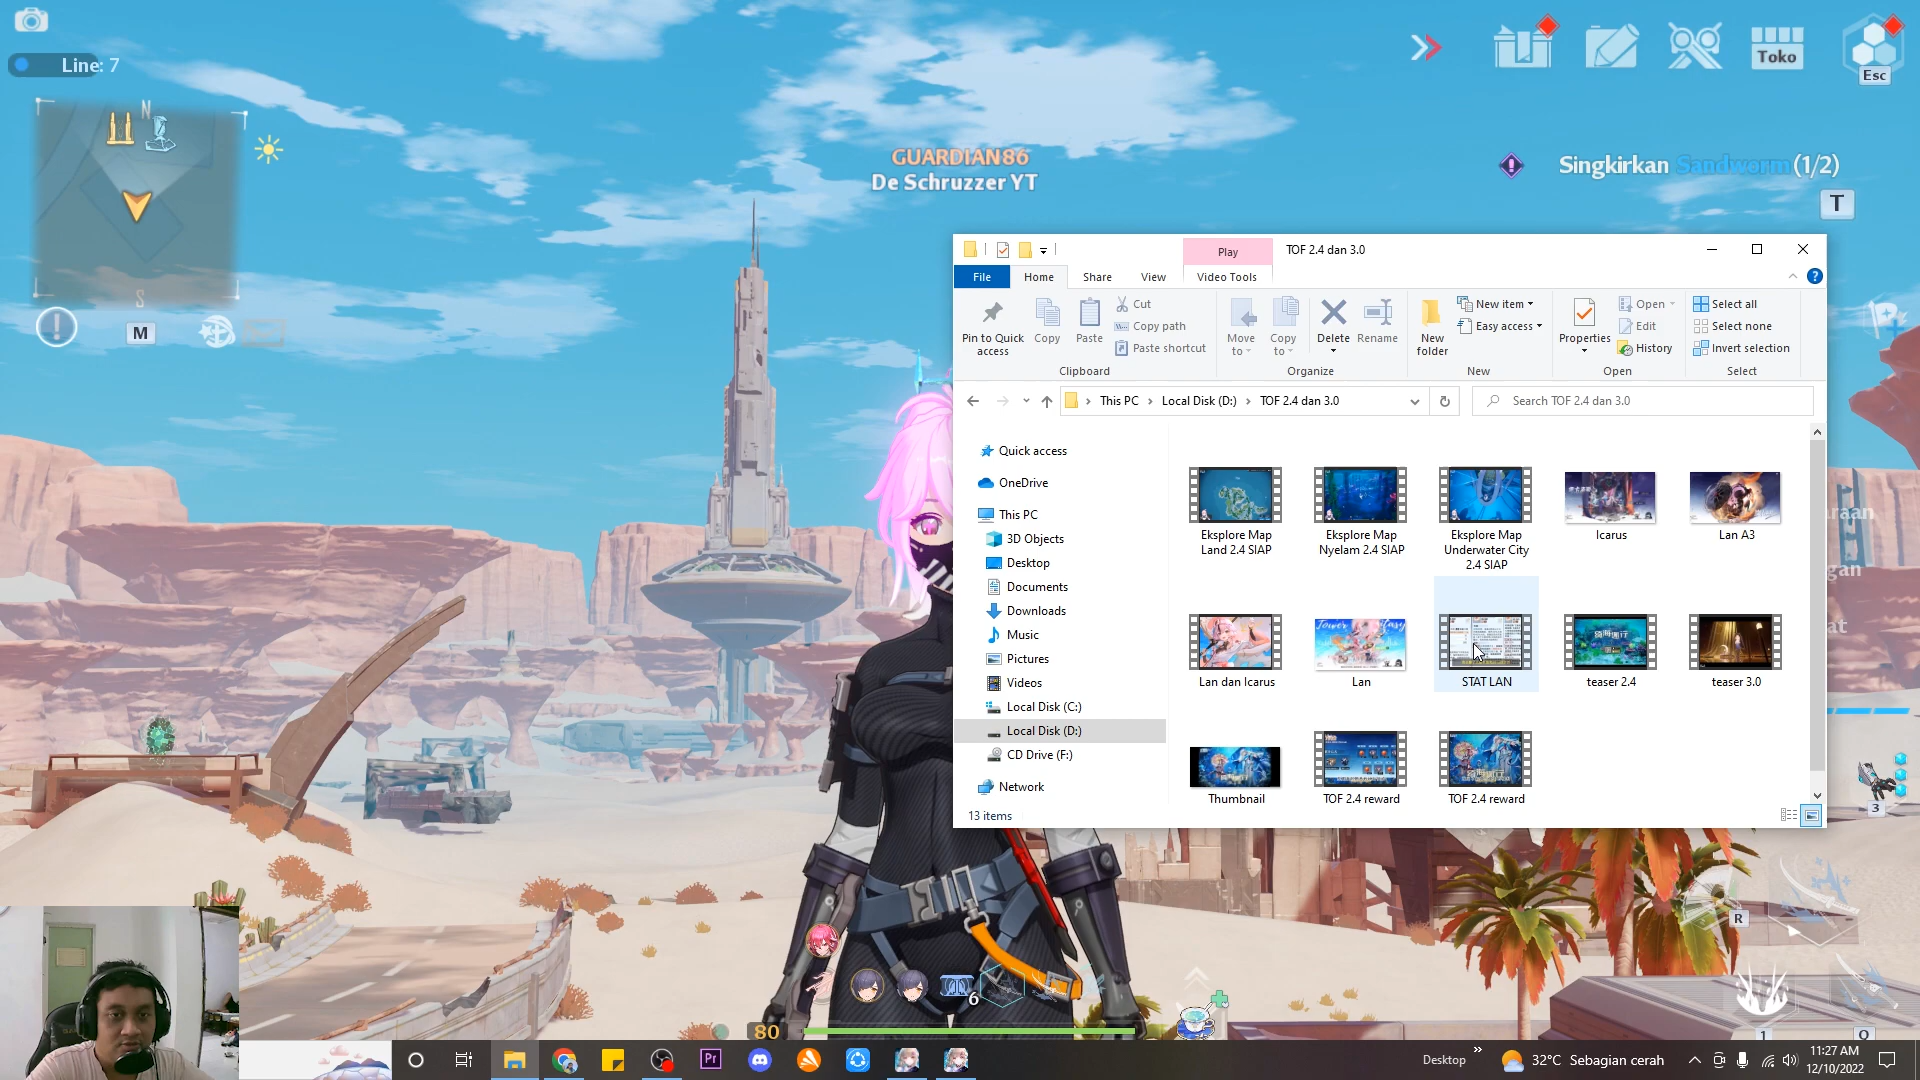 Line: 7
N
S
M
GUARDIAN86
De Schruzzer YT
Toko
Esc
Singkirkan Sandworm (1/2)
T
Play
TOF 2.4 dan 3.0
File
Home
Share
View
Video Tools
Pin to Quick access
Copy
Paste
Cut
Copy path
Paste shortcut
Clipboard
Move to
Copy to
Delete
Rename
Organize
New folder
New item
Easy access
New
Properties
Open
Edit
History
Open
Select all
Select none
Invert selection
Select
This PC > Local Disk (D:) > TOF 2.4 dan 3.0
Search TOF 2.4 dan 3.0
Quick access
OneDrive
This PC
3D Objects
Desktop
Documents
Downloads
Music
Pictures
Videos
Local Disk (C:)
Local Disk (D:)
CD Drive (F:)
Network
Eksplore Map Land 2.4 SIAP
Eksplore Map Nyelam 2.4 SIAP
Eksplore Map Underwater City 2.4 SIAP
Icarus
Lan A3
Lan dan Icarus
Lan
STAT LAN
teaser 2.4
teaser 3.0
Thumbnail
TOF 2.4 reward
TOF 2.4 reward
13 items
3
R
1
Q
6
80
Pr
Desktop
32°C Sebagian cerah
11:27 AM
12/10/2022